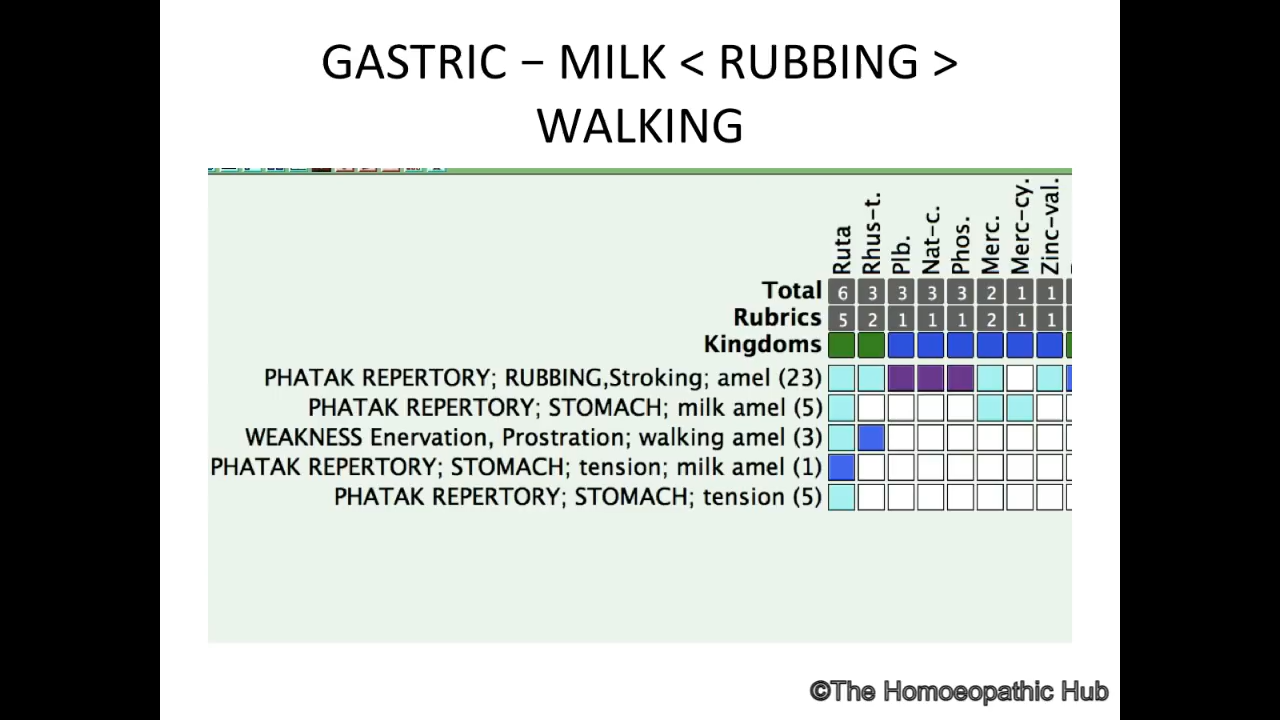 GASTRIC – MILK < RUBBING >
WALKING
Ruta Rhus-t. Plb. Nat-c. Phos. Merc. Merc-cy. Zinc-val.
Total 6 3 3 3 3 2 1 1
Rubrics 5 2 1 1 1 2 1 1
Kingdoms
PHATAK REPERTORY; RUBBING,Stroking; amel (23)
PHATAK REPERTORY; STOMACH; milk amel (5)
WEAKNESS Enervation, Prostration; walking amel (3)
PHATAK REPERTORY; STOMACH; tension; milk amel (1)
PHATAK REPERTORY; STOMACH; tension (5)
©The Homoeopathic Hub